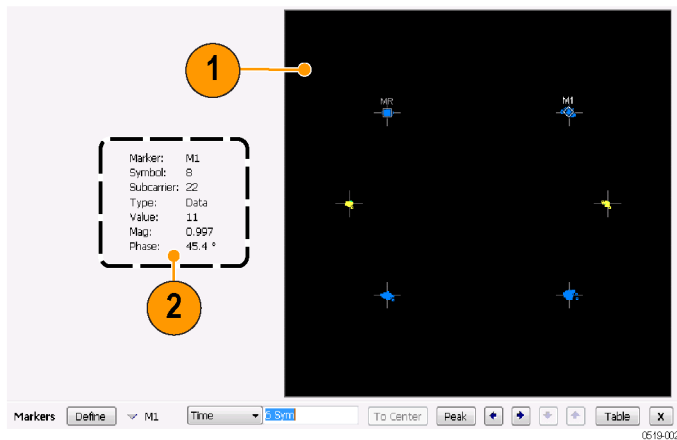 1
MR M1
Marker: M1
Symbol: 8
Subcarrier: 22
Type: Data
Value: 11
Mag: 0.997
Phase: 45.4 °
2
Markers Define M1 Time 5 Sym To Center Peak Table X
0519-002